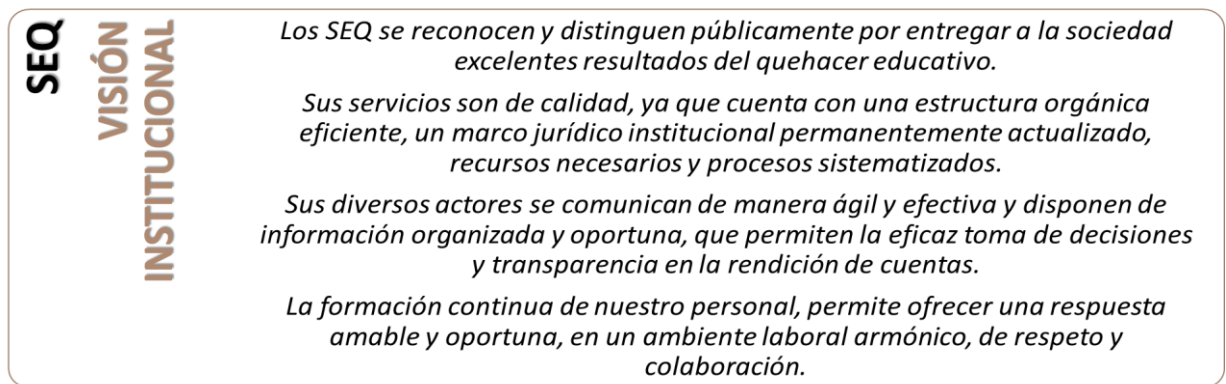 SEQ
VISIÓN
INSTITUCIONAL
Los SEQ se reconocen y distinguen públicamente por entregar a la sociedad
excelentes resultados del quehacer educativo.
Sus servicios son de calidad, ya que cuenta con una estructura orgánica
eficiente, un marco jurídico institucional permanentemente actualizado,
recursos necesarios y procesos sistematizados.
Sus diversos actores se comunican de manera ágil y efectiva y disponen de
información organizada y oportuna, que permiten la eficaz toma de decisiones
y transparencia en la rendición de cuentas.
La formación continua de nuestro personal, permite ofrecer una respuesta
amable y oportuna, en un ambiente laboral armónico, de respeto y
colaboración.